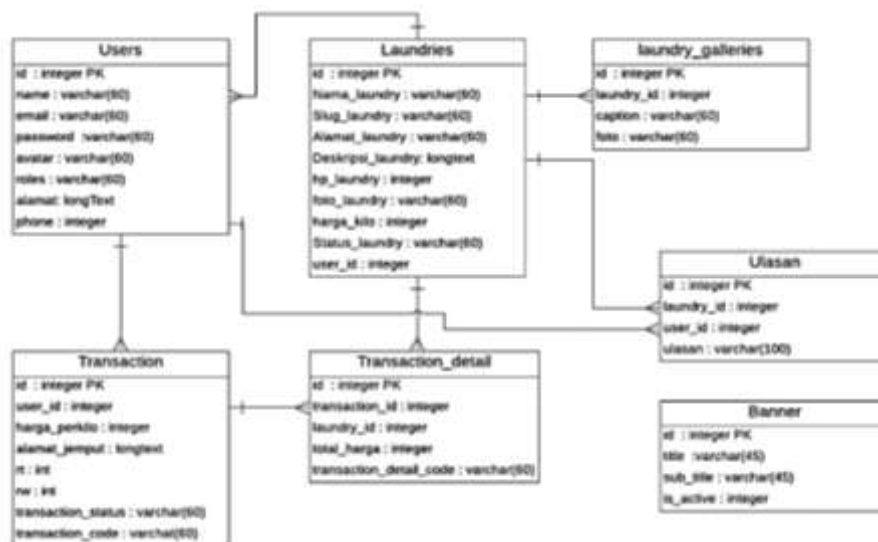 Users
id : integer PK
name : varchar(60)
email : varchar(60)
password :varchar(60)
avatar : varchar(60)
roles : varchar(60)
alamat: longText
phone : integer
Laundries
id : integer PK
Nama_laundry : varchar(60)
Slug_laundry : varchar(60)
Alamat_laundry : varchar(60)
Deskripsi_laundry: longtext
hp_laundry : integer
foto_laundry : varchar(60)
harga_kilo : integer
Status_laundry : varchar(60)
user_id : integer
laundry_galleries
id : integer PK
laundry_id : integer
caption : varchar(60)
foto : varchar(60)
Ulasan
id : integer PK
laundry_id : integer
user_id : integer
ulasan : varchar(100)
Transaction
id : integer PK
user_id : integer
harga_perkilo : integer
alamat_jemput : longtext
rt : int
rw : int
transaction_status : varchar(60)
transaction_code : varchar(60)
Transaction_detail
id : integer PK
transaction_id : integer
laundry_id : integer
total_harga : integer
transaction_detail_code : varchar(60)
Banner
id : integer PK
title :varchar(45)
sub_title : varchar(45)
is_active : integer